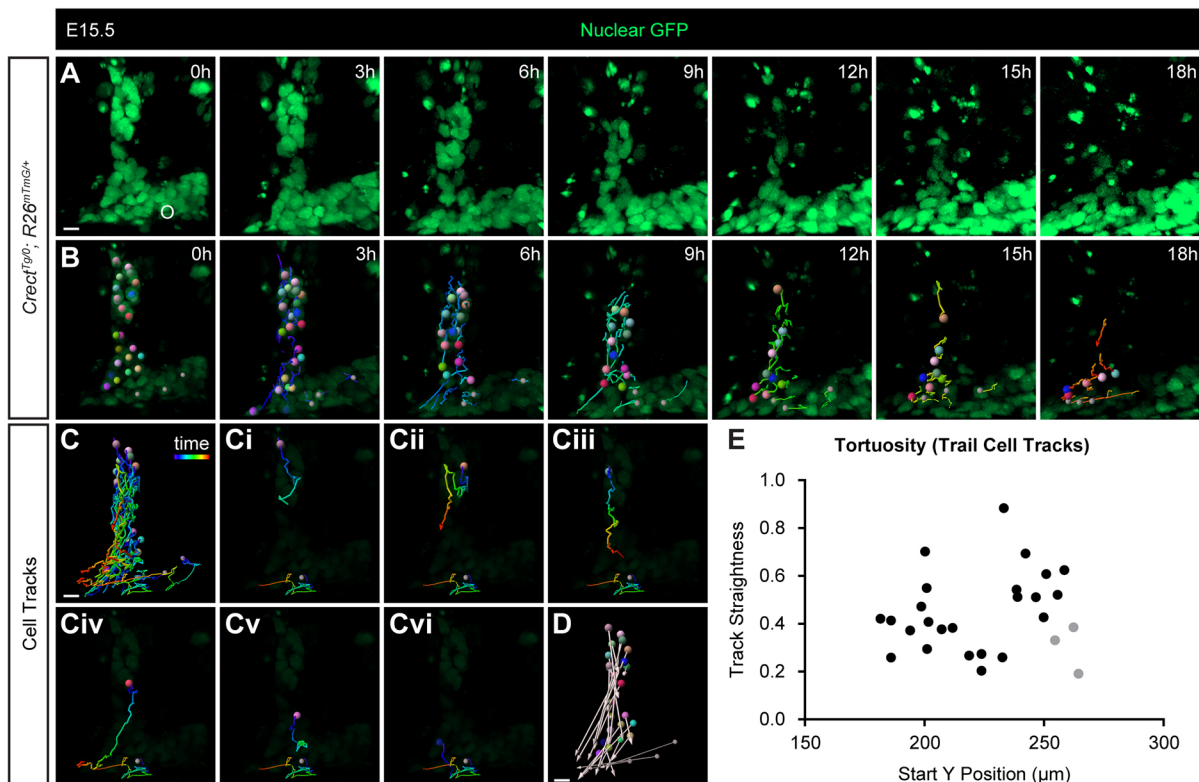 E15.5
Nuclear GFP
Crect^Tg/0; R26^mTmG/+
A
0h
3h
6h
9h
12h
15h
18h
O
B
0h
3h
6h
9h
12h
15h
18h
Cell Tracks
C
time
Ci
Cii
Ciii
Civ
Cv
Cvi
D
E
Tortuosity (Trail Cell Tracks)
Track Straightness
1.0
0.8
0.6
0.4
0.2
0.0
150
200
250
300
Start Y Position (µm)